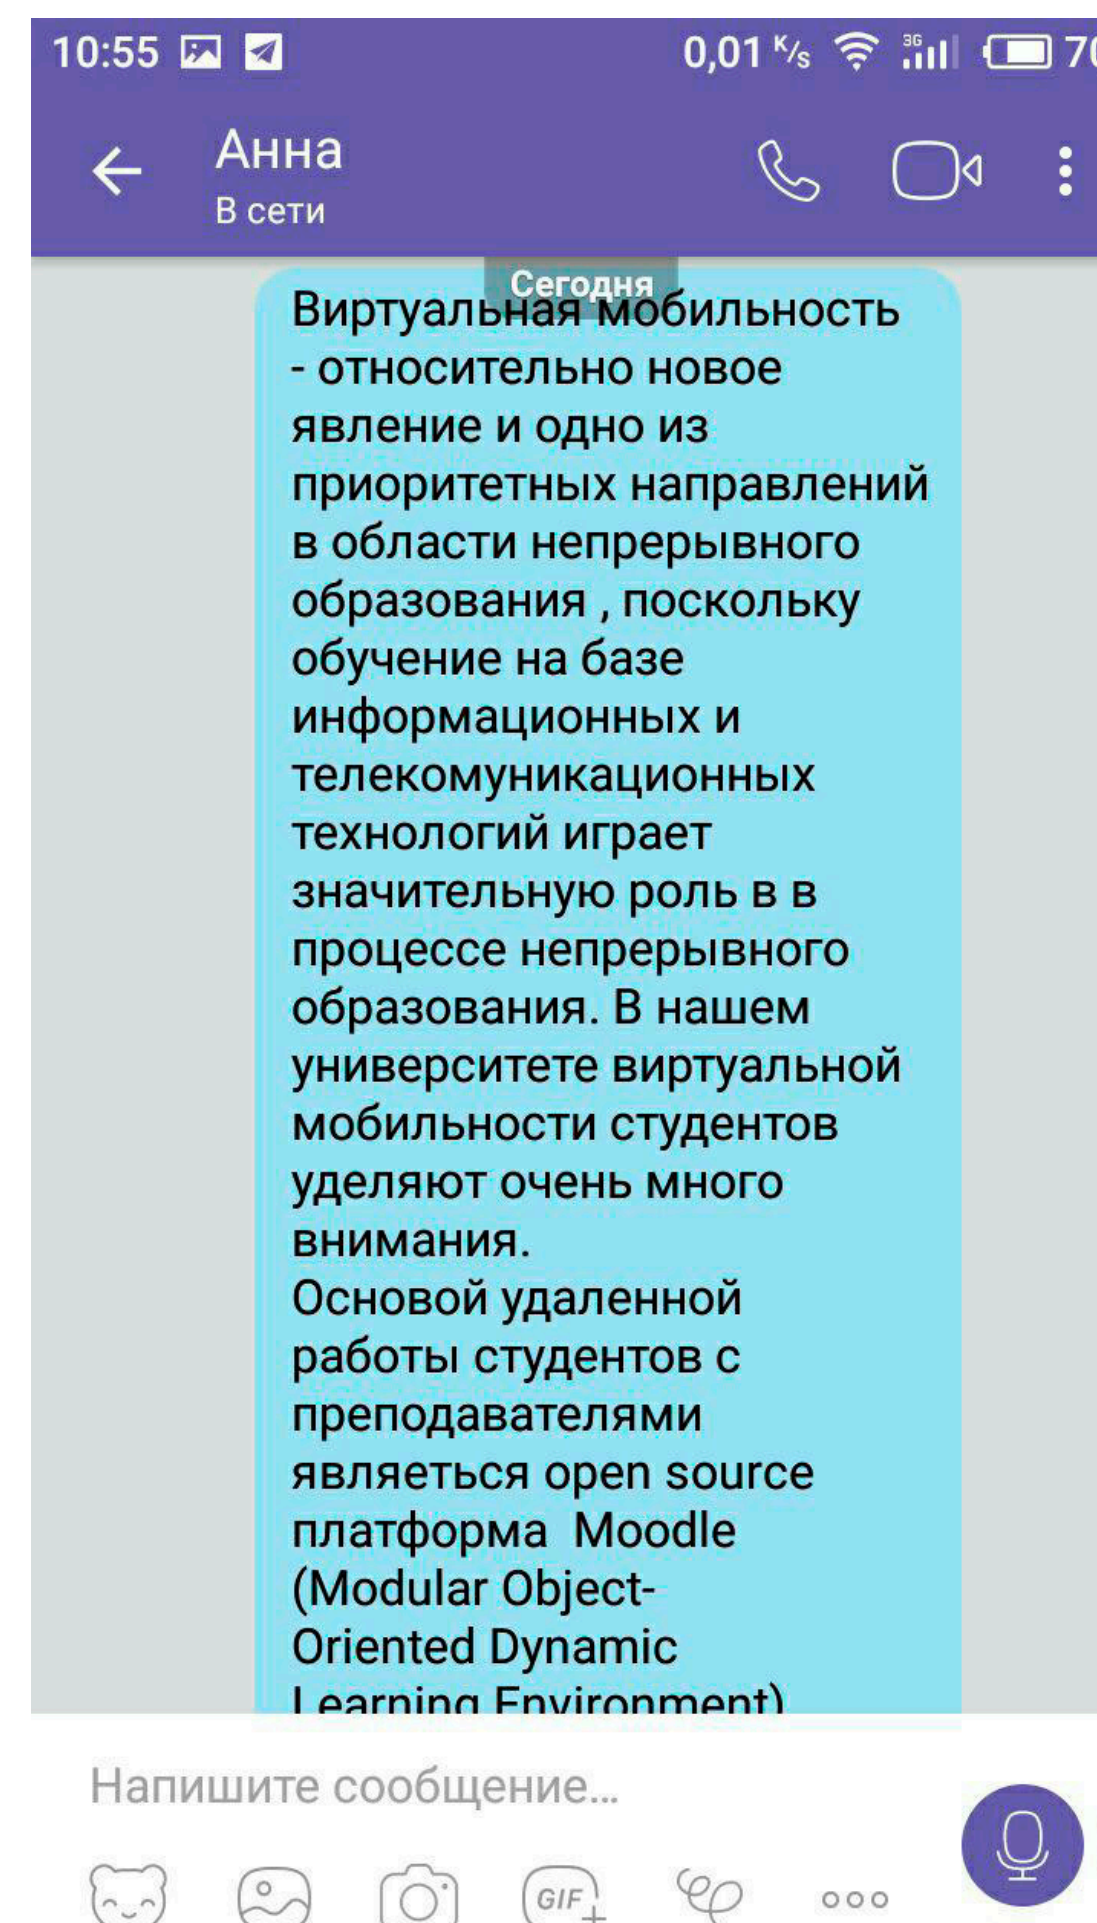 10:55 0,01 K/s 3G 70
Анна
В сети
Сегодня
Виртуальная мобильность
- относительно новое
явление и одно из
приоритетных направлений
в области непрерывного
образования , поскольку
обучение на базе
информационных и
телекомуникационных
технологий играет
значительную роль в в
процессе непрерывного
образования. В нашем
университете виртуальной
мобильности студентов
уделяют очень много
внимания.
Основой удаленной
работы студентов с
преподавателями
являеться open source
платформа  Moodle
(Modular Object-
Oriented Dynamic
Learning Environment)
Напишите сообщение...
GIF